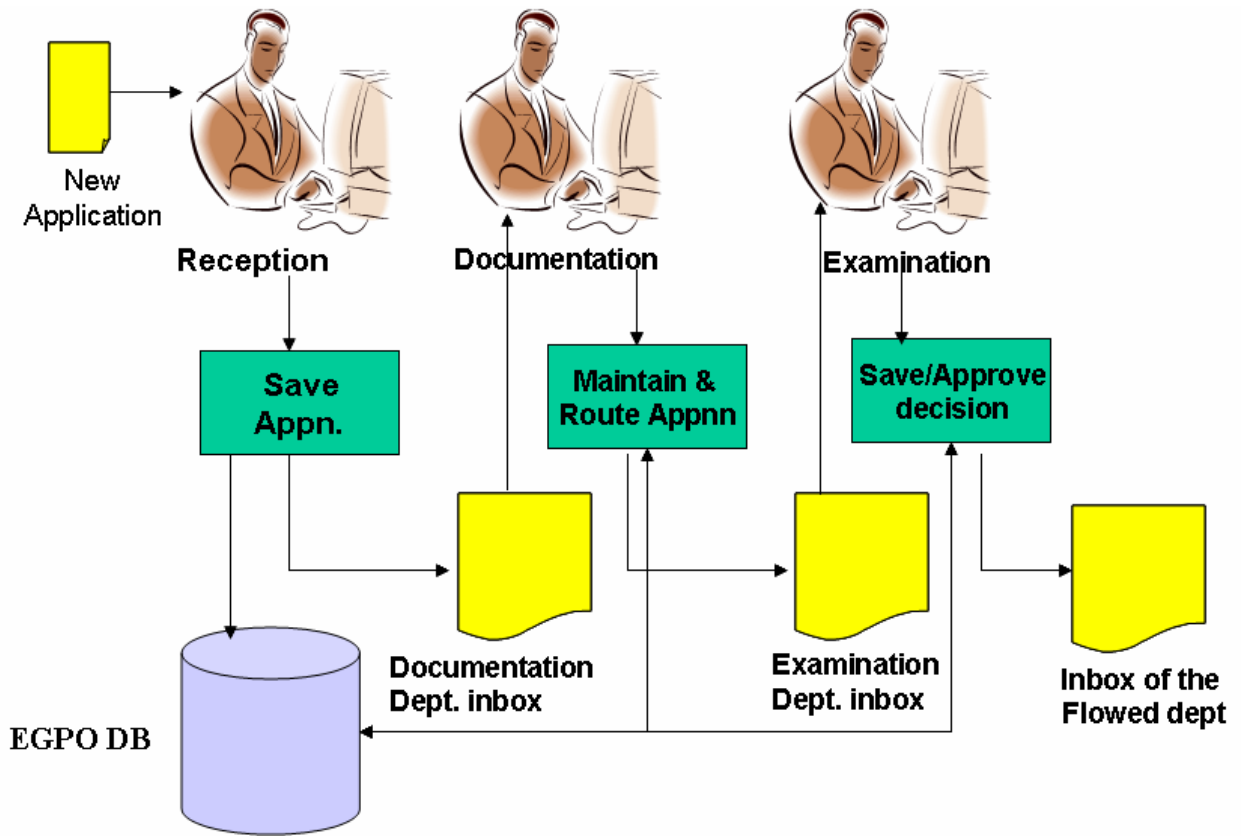 New
Application
Reception
Documentation
Examination
Save
Appn.
Maintain &
Route Appnn
Save/Approve
decision
Documentation
Dept. inbox
Examination
Dept. inbox
Inbox of the
Flowed dept
EGPO DB